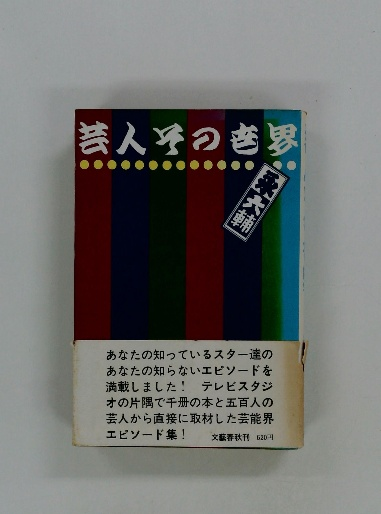 芸人その世界
永六輔
あなたの知っているスター達の
あなたの知らないエピソードを
満載しました! テレビスタジ
オの片隅で千冊の本と五百人の
芸人から直接に取材した芸能界
エピソード集! 文藝春秋刊 620円